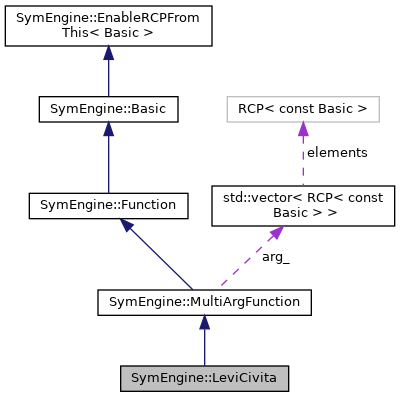 SymEngine::EnableRCPFrom
This< Basic >
SymEngine::Basic
RCP< const Basic >
elements
SymEngine::Function
std::vector< RCP< const
Basic > >
arg_
SymEngine::MultiArgFunction
SymEngine::LeviCivita